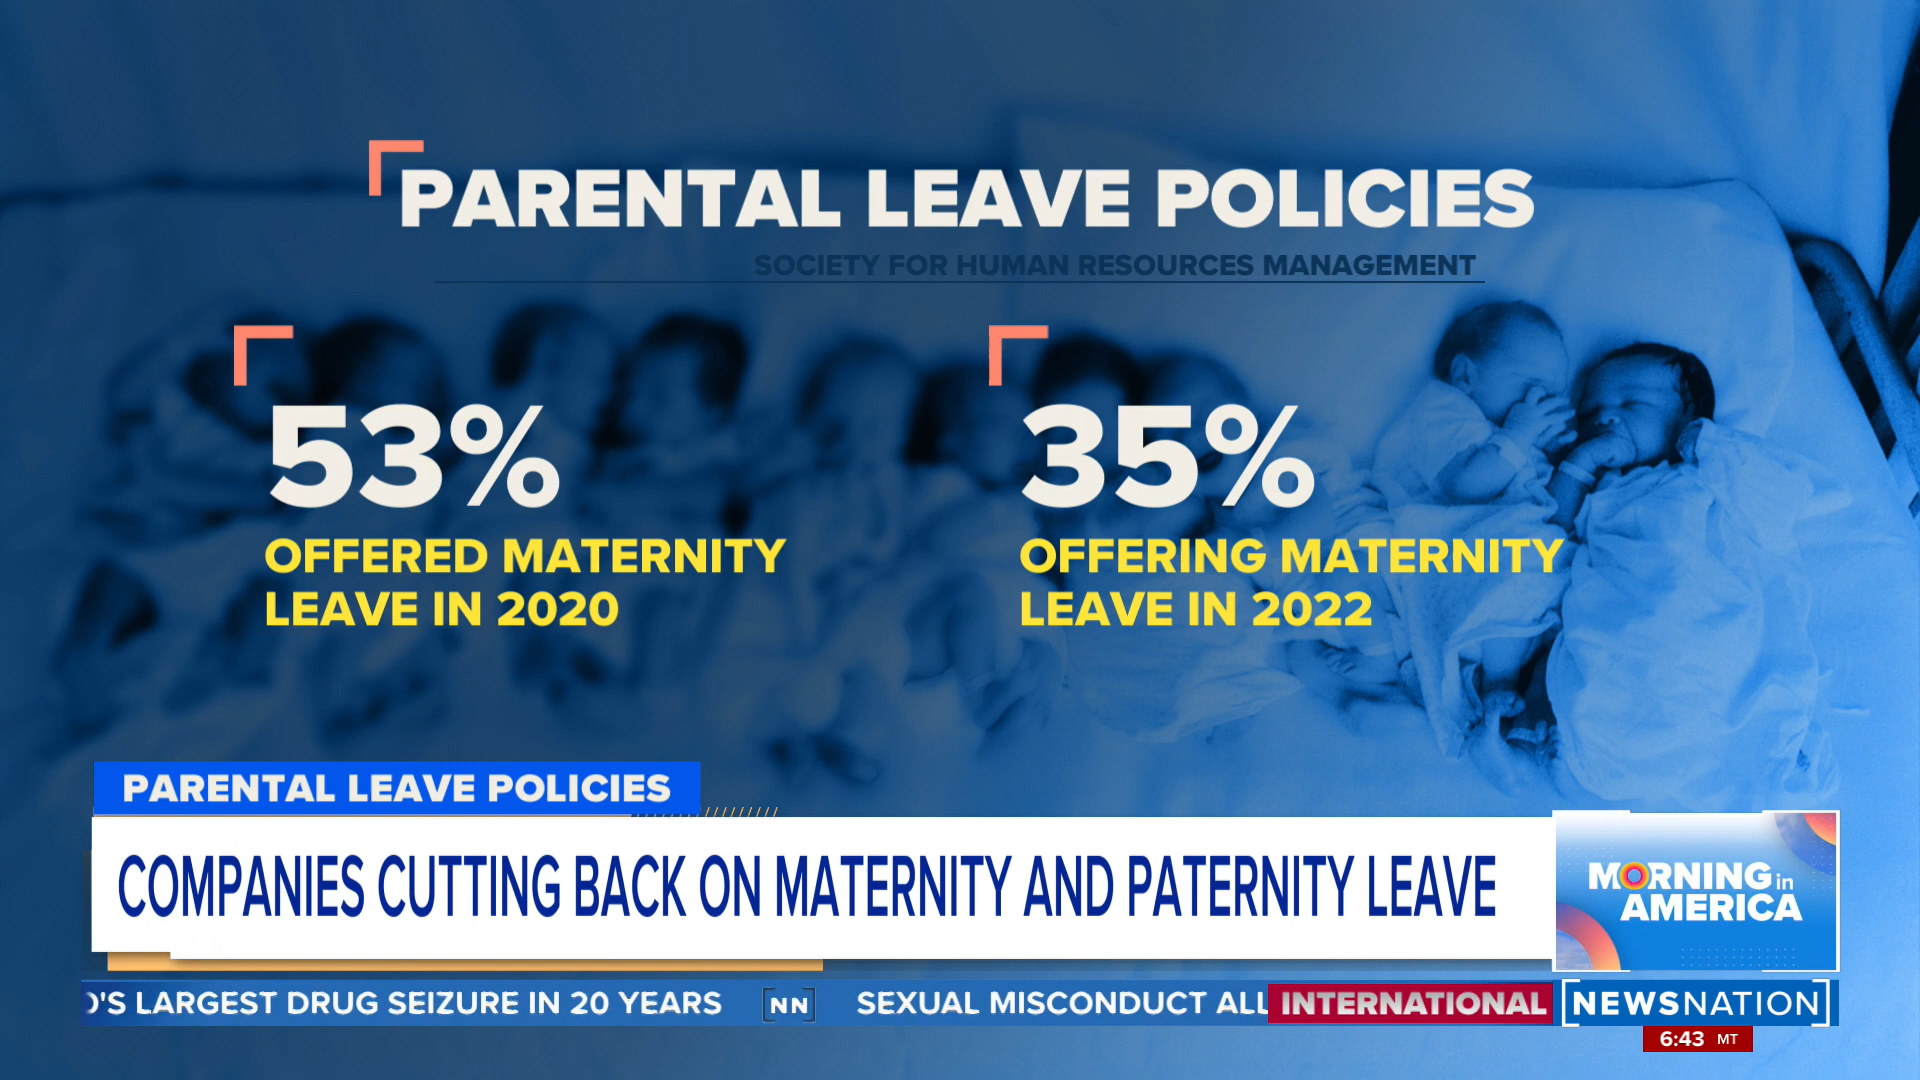 PARENTAL LEAVE POLICIES
SOCIETY FOR HUMAN RESOURCES MANAGEMENT
53%
OFFERED MATERNITY
LEAVE IN 2020
35%
OFFERING MATERNITY
LEAVE IN 2022
PARENTAL LEAVE POLICIES
COMPANIES CUTTING BACK ON MATERNITY AND PATERNITY LEAVE
MORNING in
AMERICA
'S LARGEST DRUG SEIZURE IN 20 YEARS [NN] SEXUAL MISCONDUCT ALL INTERNATIONAL [NEWSNATION]
6:43 MT